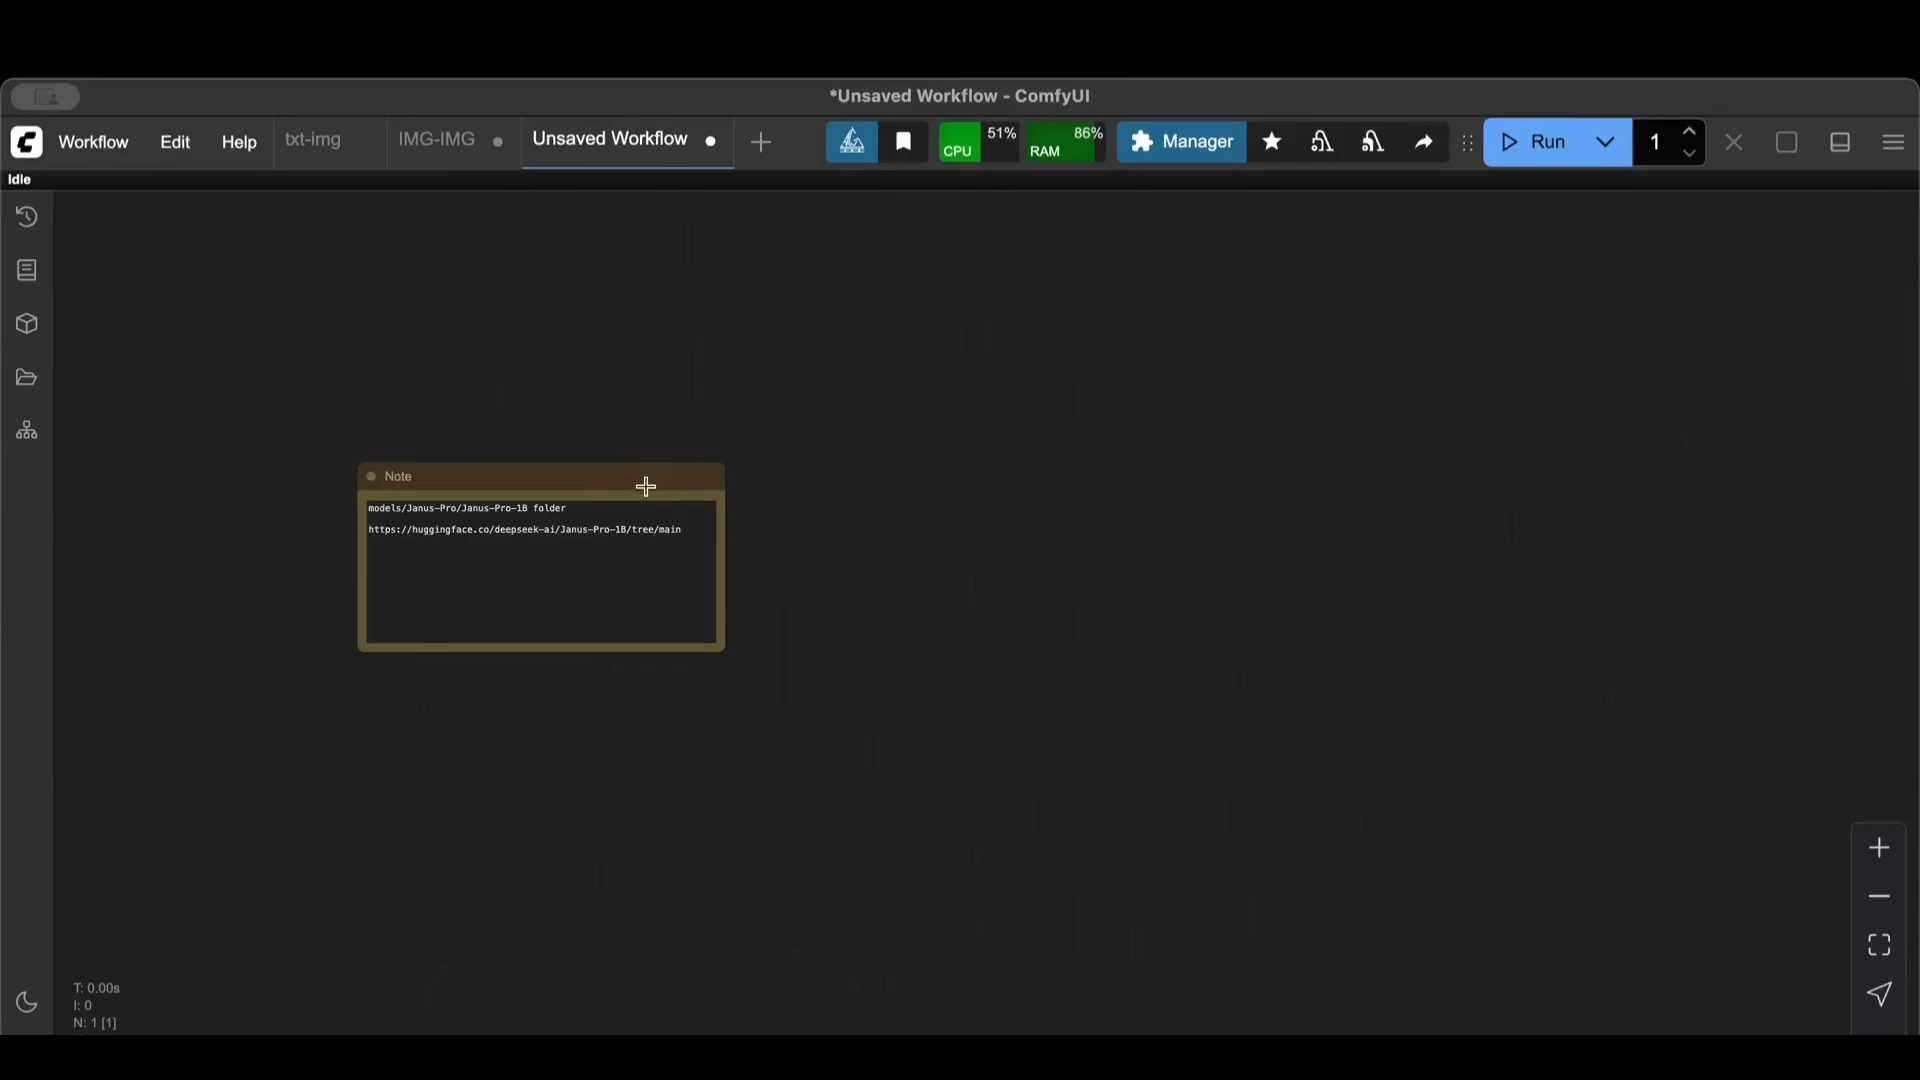 *Unsaved Workflow - ComfyUI
Workflow Edit Help txt-img IMG-IMG Unsaved Workflow CPU 51% RAM 86% Manager Run 1
Idle
Note
models/Janus-Pro/Janus-Pro-1B folder
https://huggingface.co/deepseek-ai/Janus-Pro-1B/tree/main
T: 0.00s
I: 0
N: 1 [1]